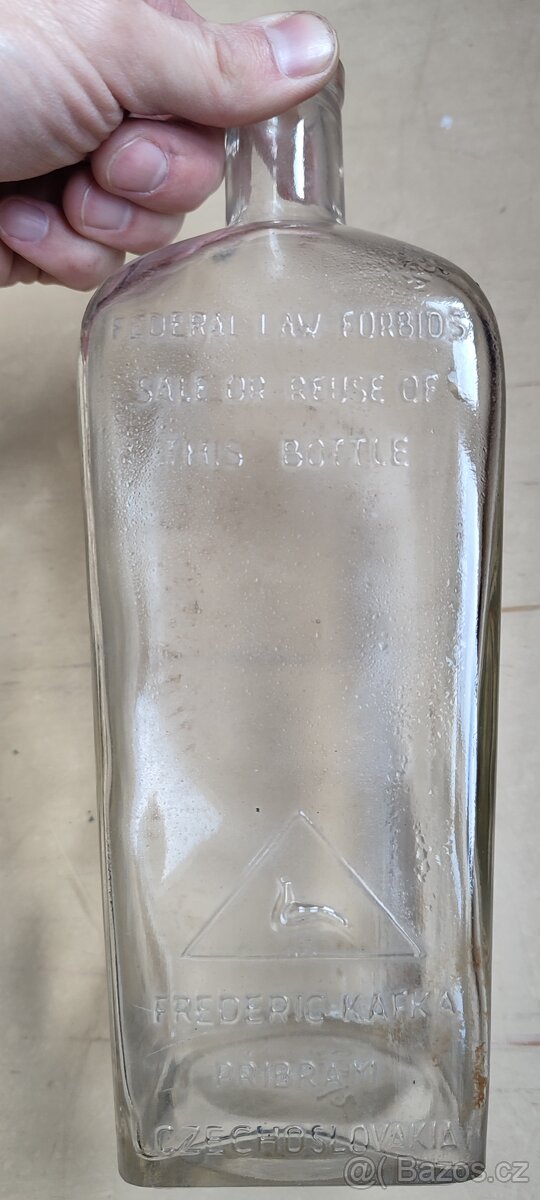 FEDERAL LAW FORBIDS
SALE OR REUSE OF
THIS BOTTLE
FREDERIC KAFKA
PRIBRAM
CZECHOSLOVAKIA
@( Bazos.cz